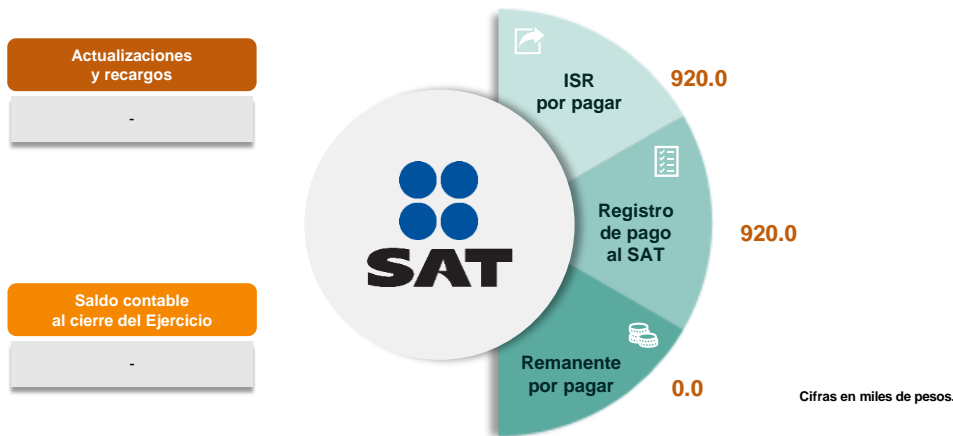 Actualizaciones
y recargos
-
Saldo contable
al cierre del Ejercicio
-
SAT
ISR
por pagar
920.0
Registro
de pago
al SAT
920.0
Remanente
por pagar
0.0
Cifras en miles de pesos.